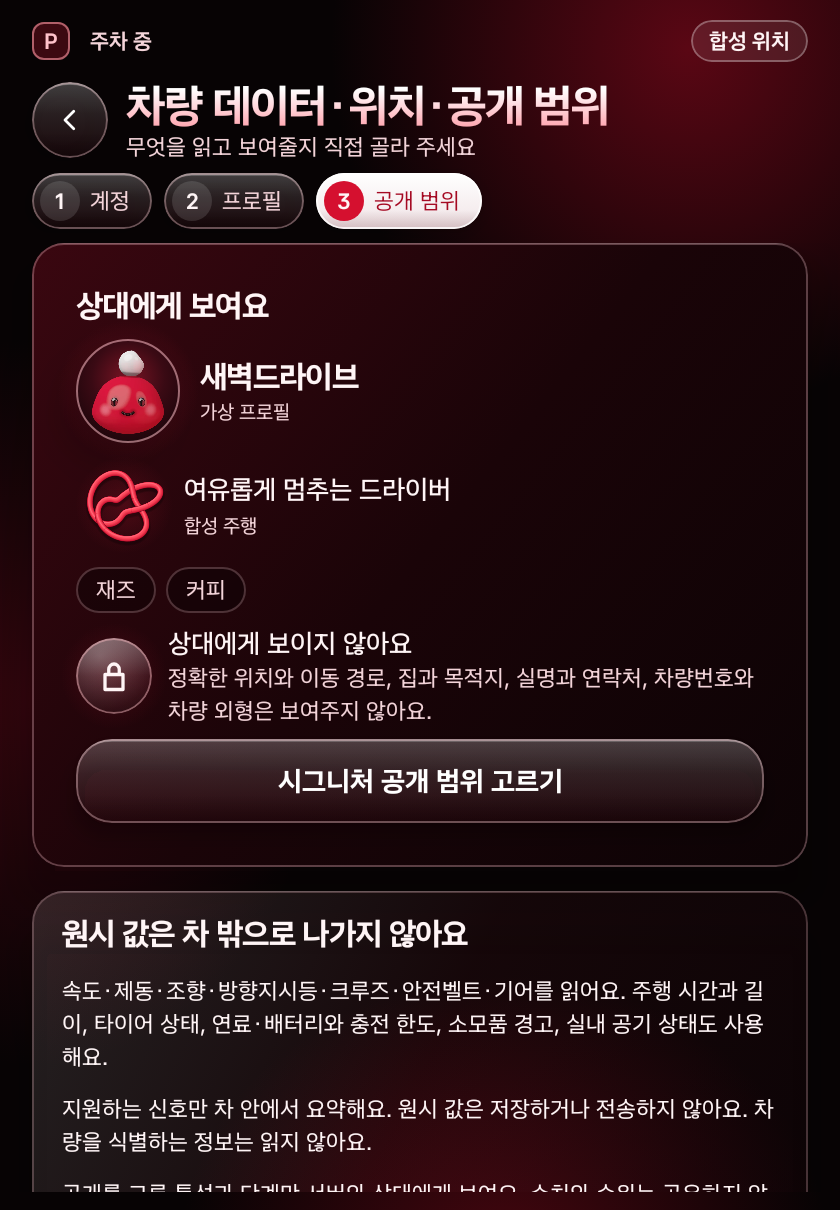 P 주차 중
합성 위치
차량 데이터·위치·공개 범위
무엇을 읽고 보여줄지 직접 골라 주세요
1 계정
2 프로필
3 공개 범위
상대에게 보여요
새벽드라이브
가상 프로필
여유롭게 멈추는 드라이버
합성 주행
재즈
커피
상대에게 보이지 않아요
정확한 위치와 이동 경로, 집과 목적지, 실명과 연락처, 차량번호와
차량 외형은 보여주지 않아요.
시그니처 공개 범위 고르기
원시 값은 차 밖으로 나가지 않아요
속도·제동·조향·방향지시등·크루즈·안전벨트·기어를 읽어요. 주행 시간과 길
이, 타이어 상태, 연료·배터리와 충전 한도, 소모품 경고, 실내 공기 상태도 사용
해요.
지원하는 신호만 차 안에서 요약해요. 원시 값은 저장하거나 전송하지 않아요. 차
량을 식별하는 정보는 읽지 않아요.